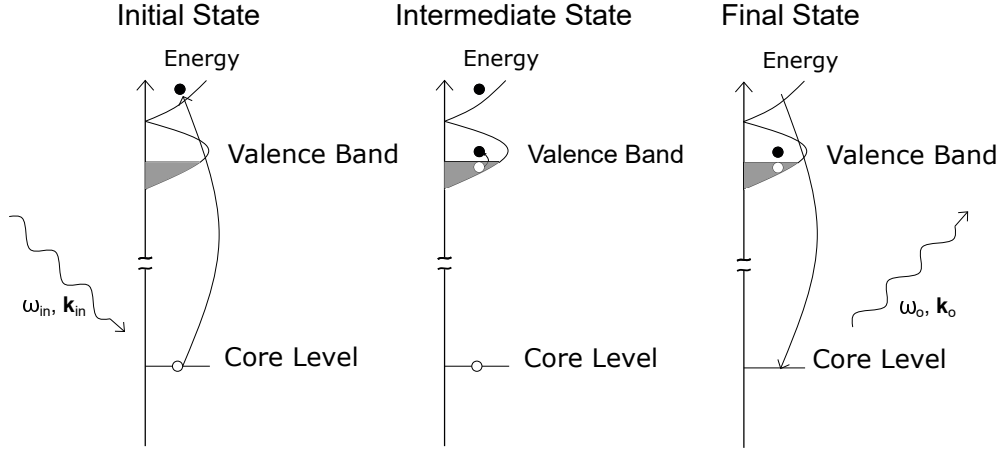 Initial State
Intermediate State
Final State
Energy
Energy
Energy
Valence Band
Valence Band
Valence Band
ωin, kin
ωo, ko
Core Level
Core Level
Core Level